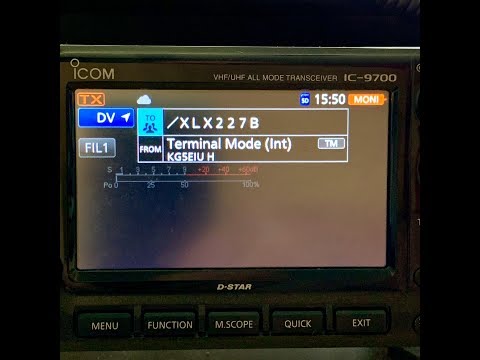 ICOM
VHF/UHF ALL MODE TRANSCEIVER IC-9700
TX
SD 15:50 MONI
DV
TO
/XLX227B
FIL1
FROM
Terminal Mode (Int) TM
KG5EIU H
S 1 3 5 7 9 +20 +40 +60dB
Po 0 25 50 100%
D-STAR
MENU FUNCTION M.SCOPE QUICK EXIT